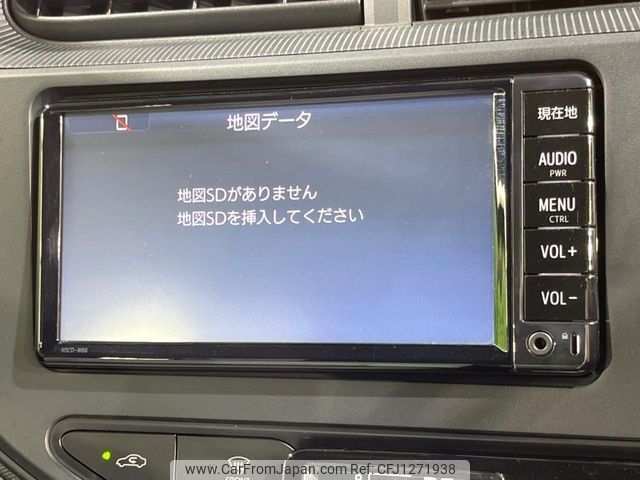 地図データ
現在地
AUDIO
PWR
地図SDがありません
地図SDを挿入してください
MENU
CTRL
VOL+
VOL-
NSCD-W66
FRONT
www.CarFromJapan.com - CFJ1271938